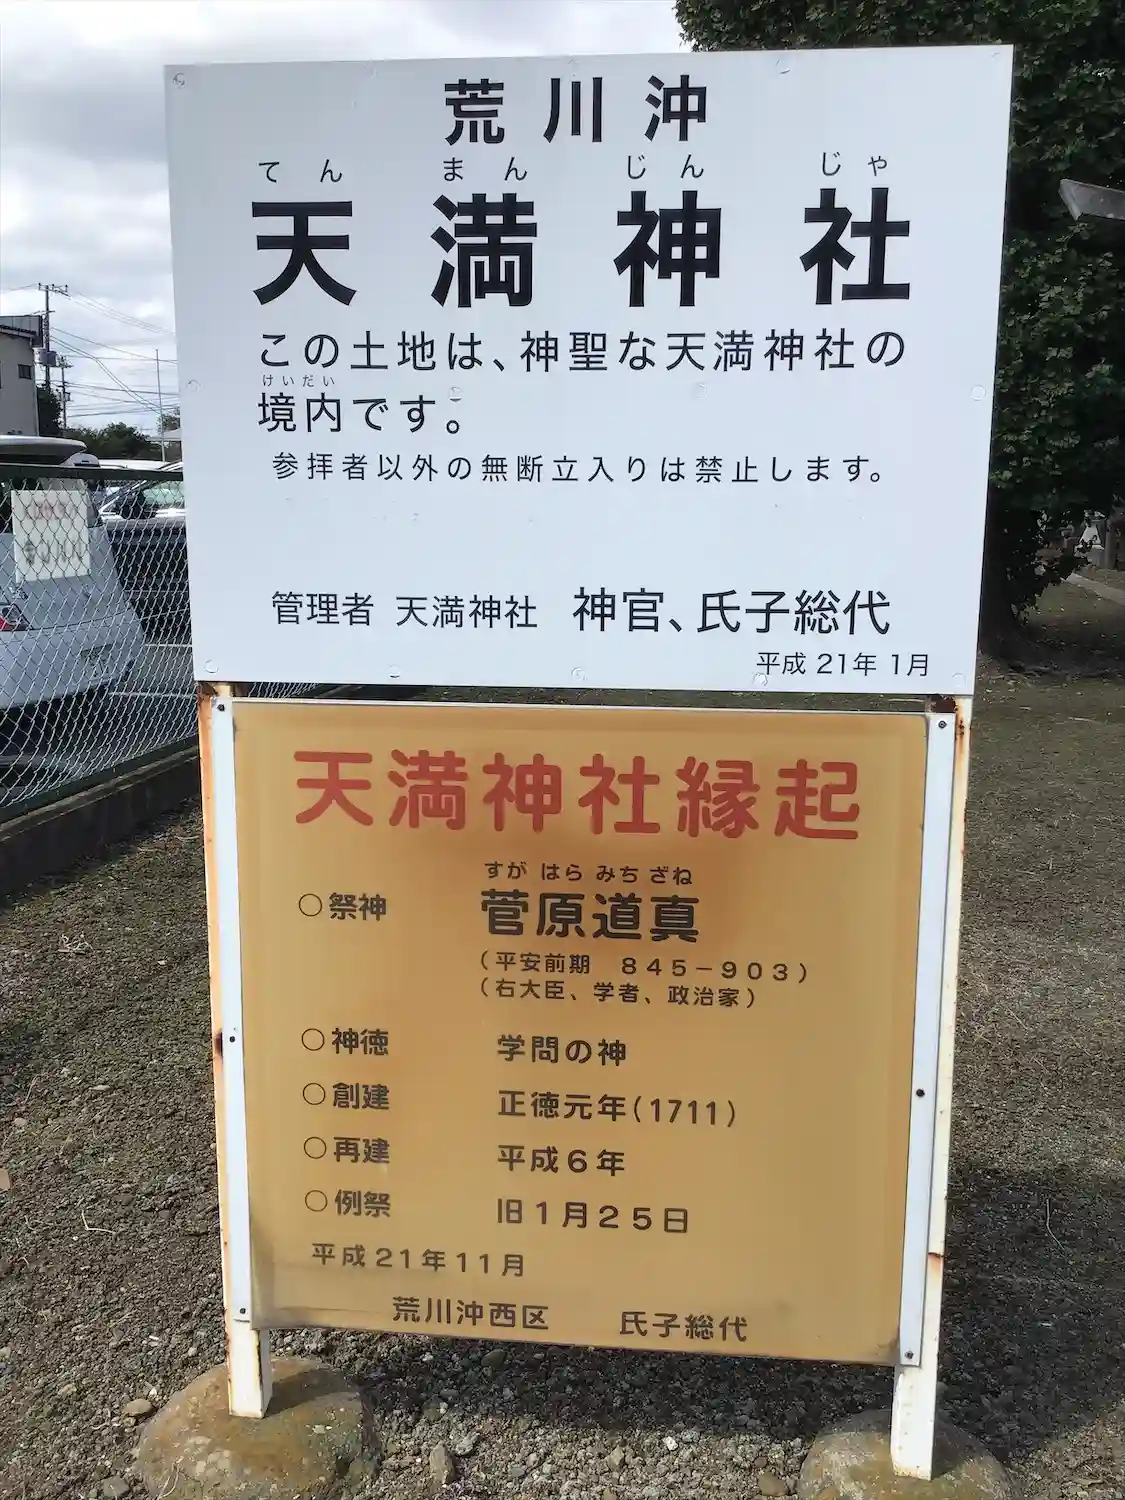 荒川沖
てん まん じん じゃ
天満神社
この土地は、神聖な天満神社の
けいだい
境内です。
参拝者以外の無断立入りは禁止します。
管理者 天満神社 神官、氏子総代
平成 21年 1月
天満神社縁起
すが はら みち ざね
○祭神 菅原道真
(平安前期 845−903)
(右大臣、学者、政治家)
○神徳 学問の神
○創建 正徳元年(1711)
○再建 平成6年
○例祭 旧1月25日
平成21年11月
荒川沖西区 氏子総代